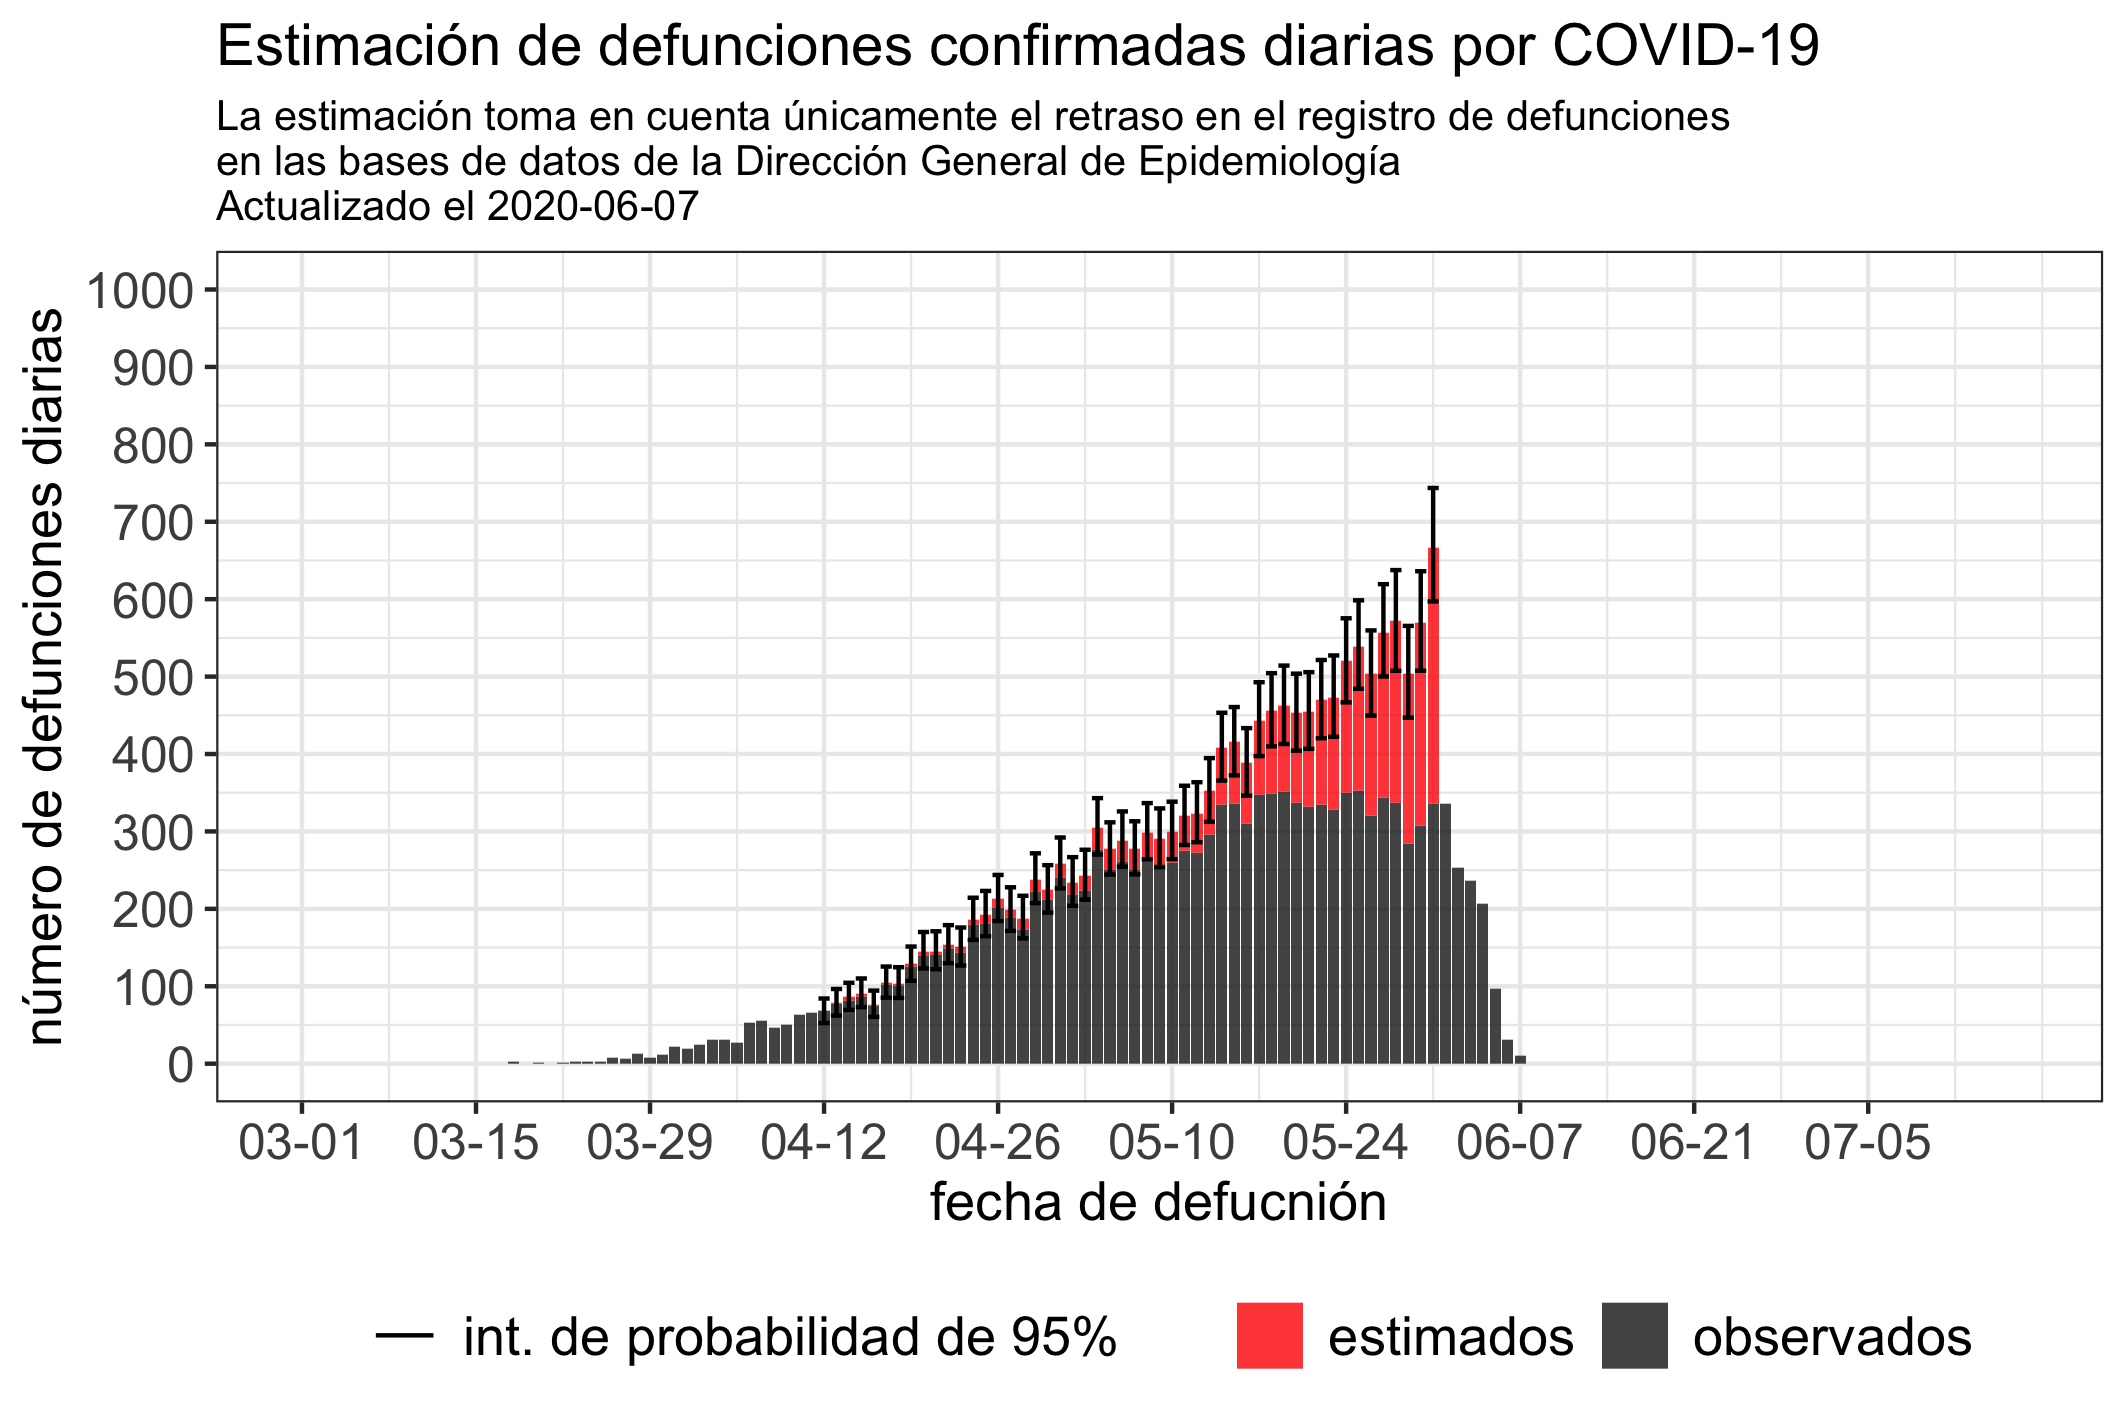 Estimación de defunciones confirmadas diarias por COVID-19
La estimación toma en cuenta únicamente el retraso en el registro de defunciones
en las bases de datos de la Dirección General de Epidemiología
Actualizado el 2020-06-07
número de defunciones diarias
1000
900
800
700
600
500
400
300
200
100
0
03-01 03-15 03-29 04-12 04-26 05-10 05-24 06-07 06-21 07-05
fecha de defucnión
int. de probabilidad de 95% estimados observados